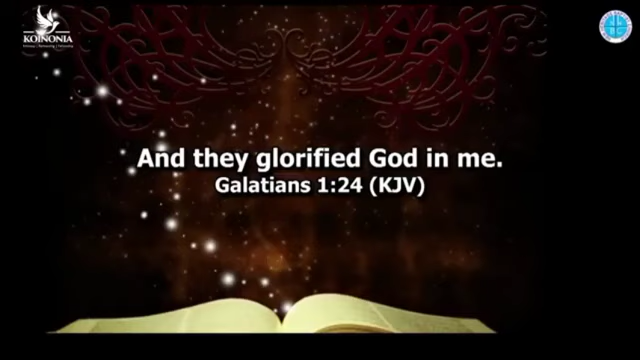 KOINONIA
And they glorified God in me.
Galatians 1:24 (KJV)